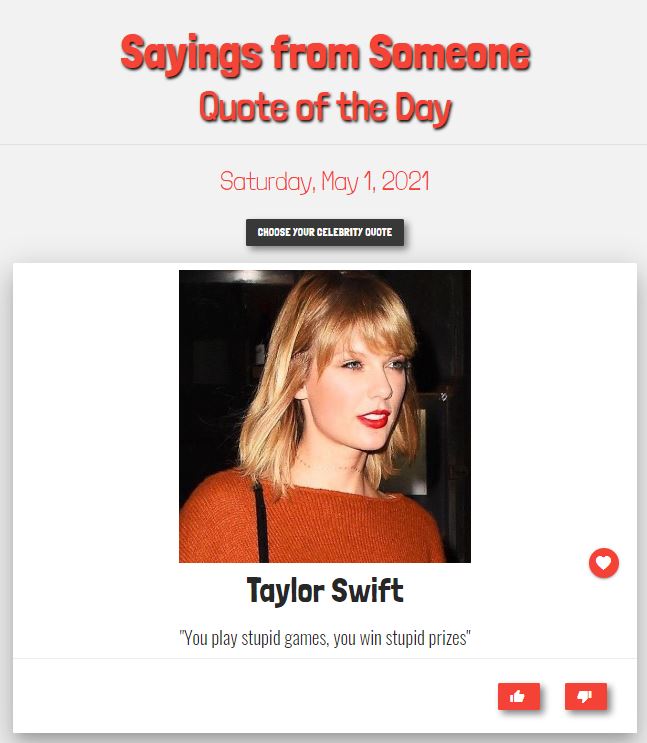 Sayings from Someone
Quote of the Day
Saturday, May 1, 2021
CHOOSE YOUR CELEBRITY QUOTE
Taylor Swift
"You play stupid games, you win stupid prizes"